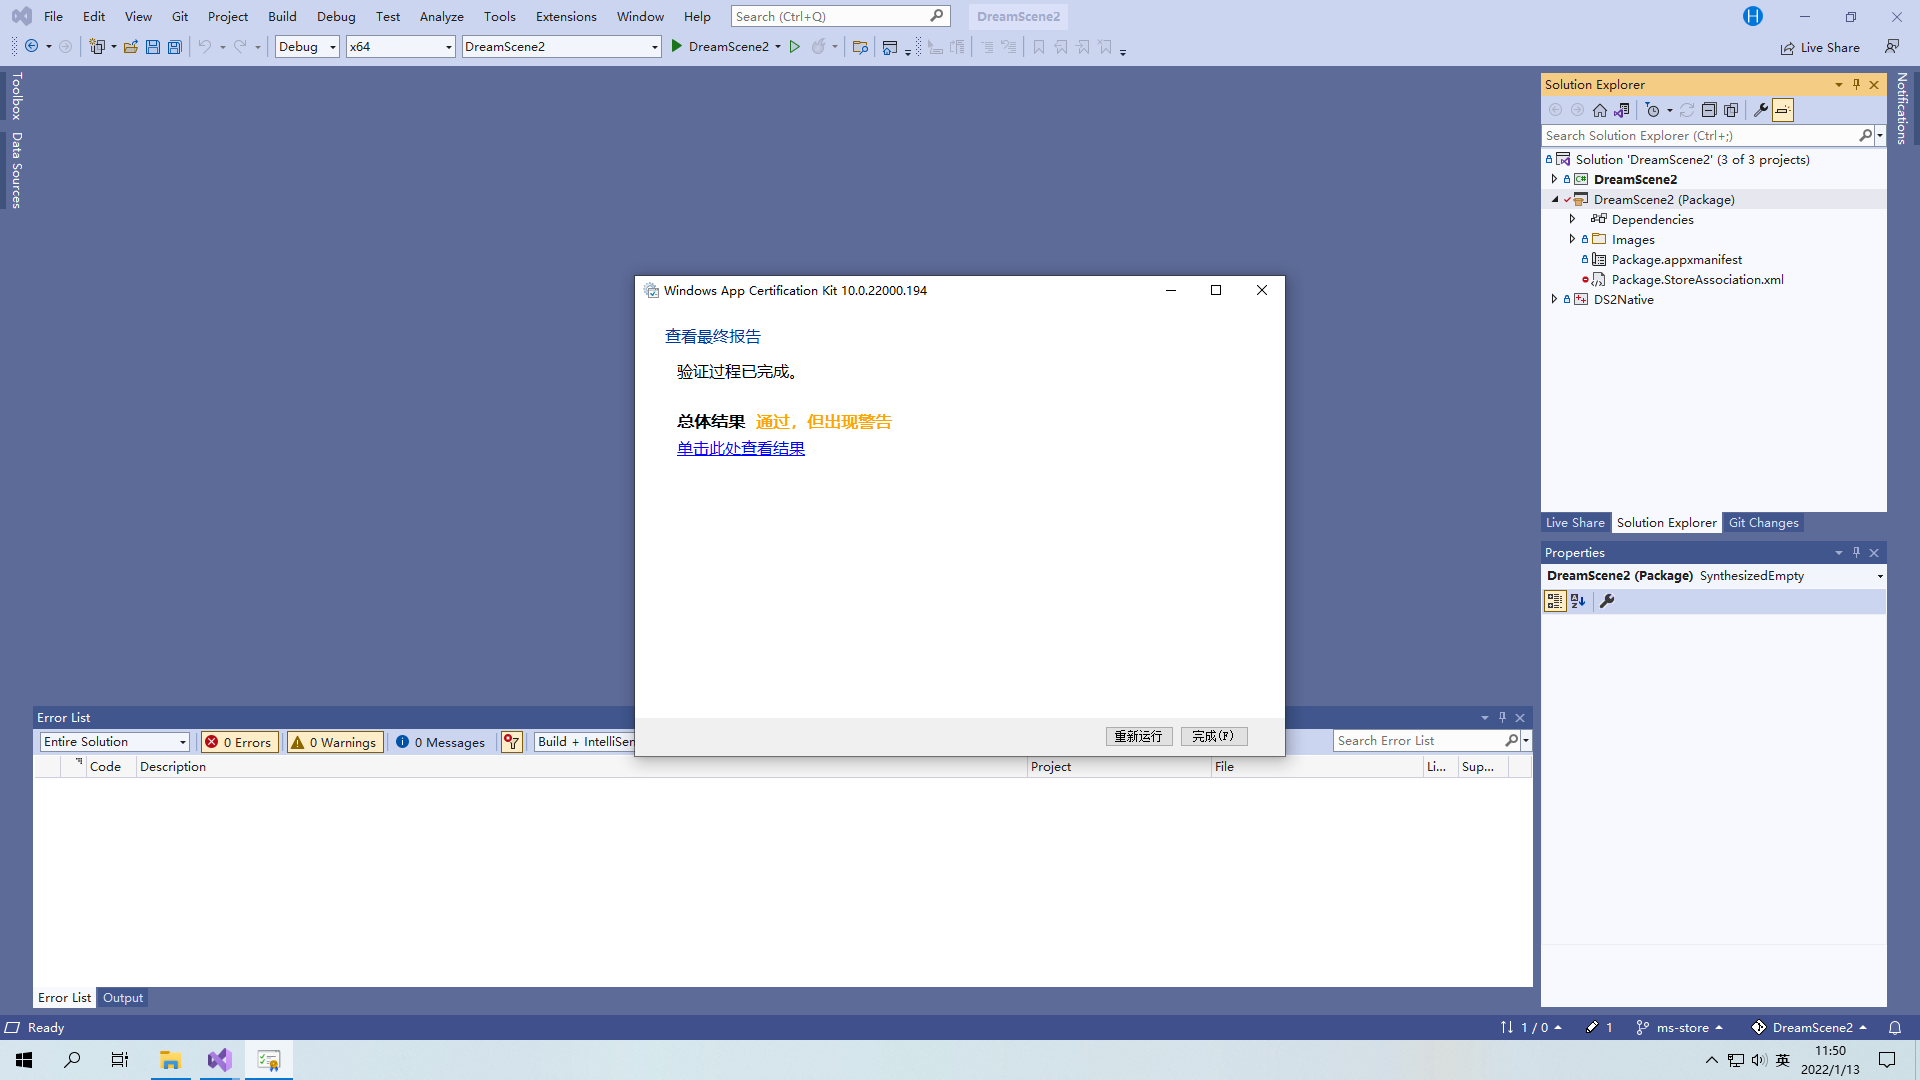 File Edit View Git Project Build Debug Test Analyze Tools Extensions Window Help Search (Ctrl+Q) DreamScene2
H
Debug x64 DreamScene2 DreamScene2 Live Share
Toolbox
Data Sources
Notifications
Solution Explorer
Search Solution Explorer (Ctrl+;)
Solution 'DreamScene2' (3 of 3 projects)
DreamScene2
DreamScene2 (Package)
Dependencies
Images
Package.appxmanifest
Package.StoreAssociation.xml
DS2Native
Live Share Solution Explorer Git Changes
Properties
DreamScene2 (Package) SynthesizedEmpty
Windows App Certification Kit 10.0.22000.194
查看最终报告
验证过程已完成。
总体结果 通过，但出现警告
单击此处查看结果
重新运行 完成(F)
Error List
Entire Solution 0 Errors 0 Warnings 0 Messages Build + IntelliSen Search Error List
Code Description Project File Li... Sup...
Error List Output
Ready 1 / 0 1 ms-store DreamScene2
英 11:50
2022/1/13